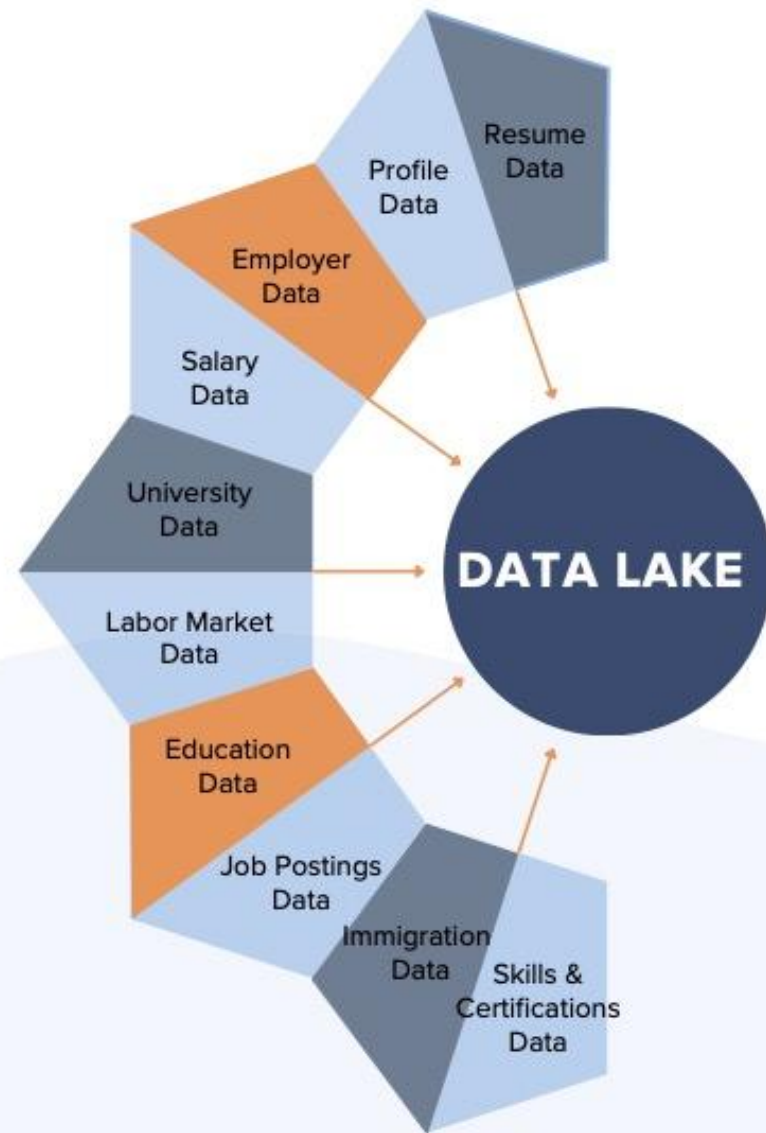 Resume
Data
Profile
Data
Employer
Data
Salary
Data
University
Data
Labor Market
Data
DATA LAKE
Education
Data
Job Postings
Data
Immigration
Data
Skills &
Certifications
Data